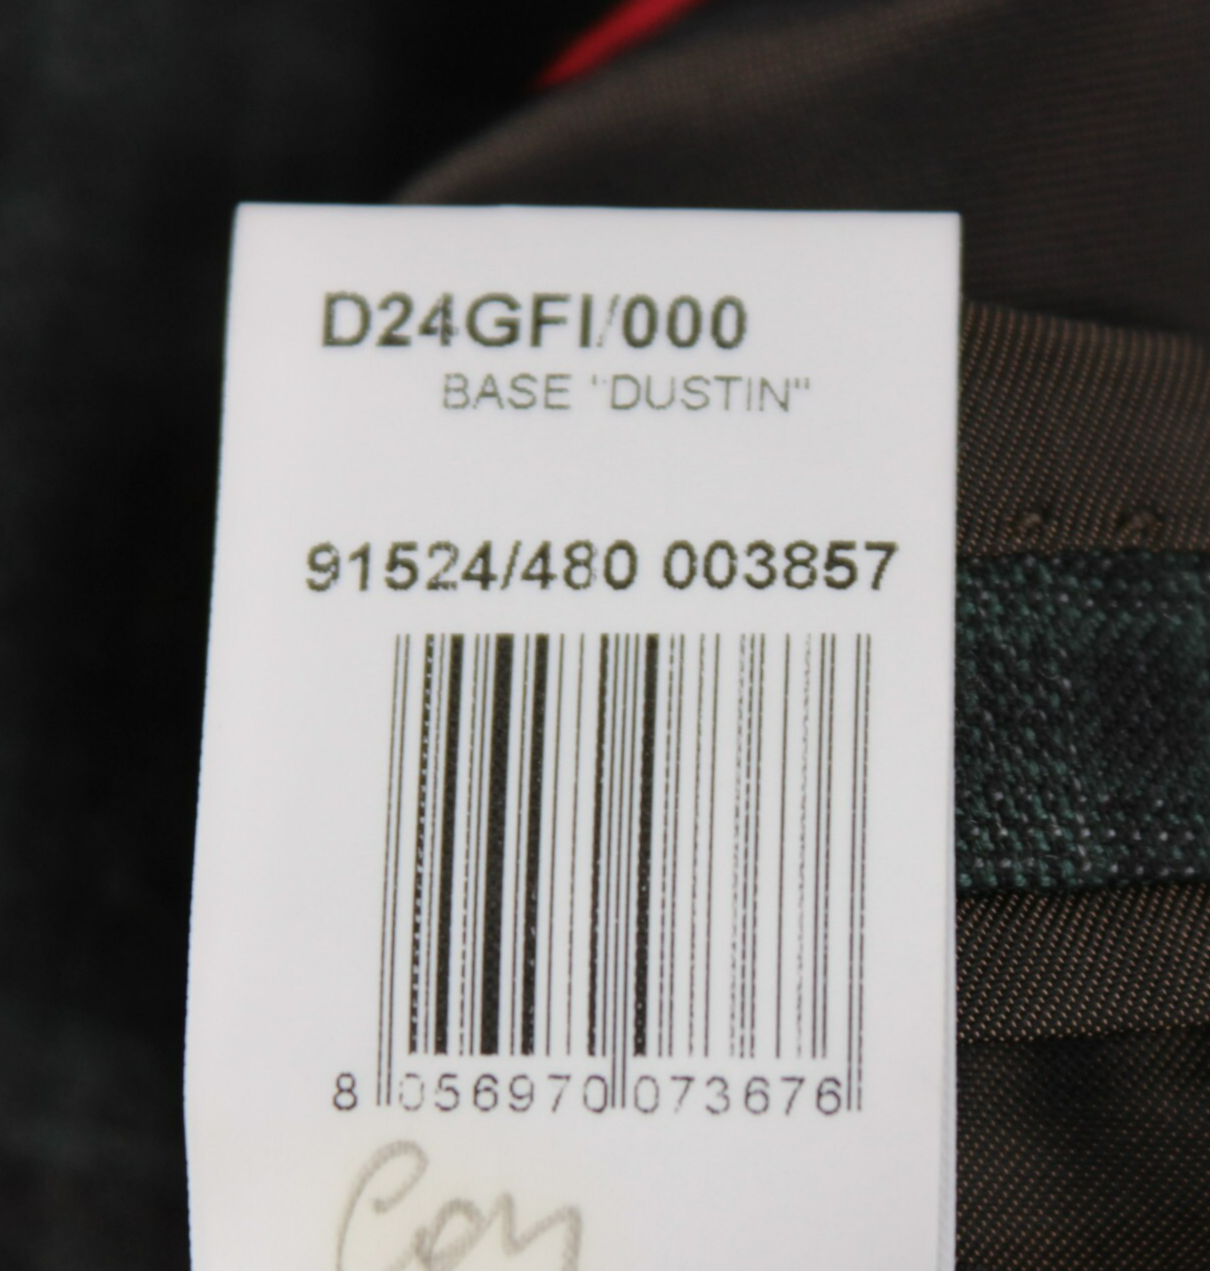 D24GFI/000
BASE "DUSTIN"
91524/480 003857
8 056970 073676